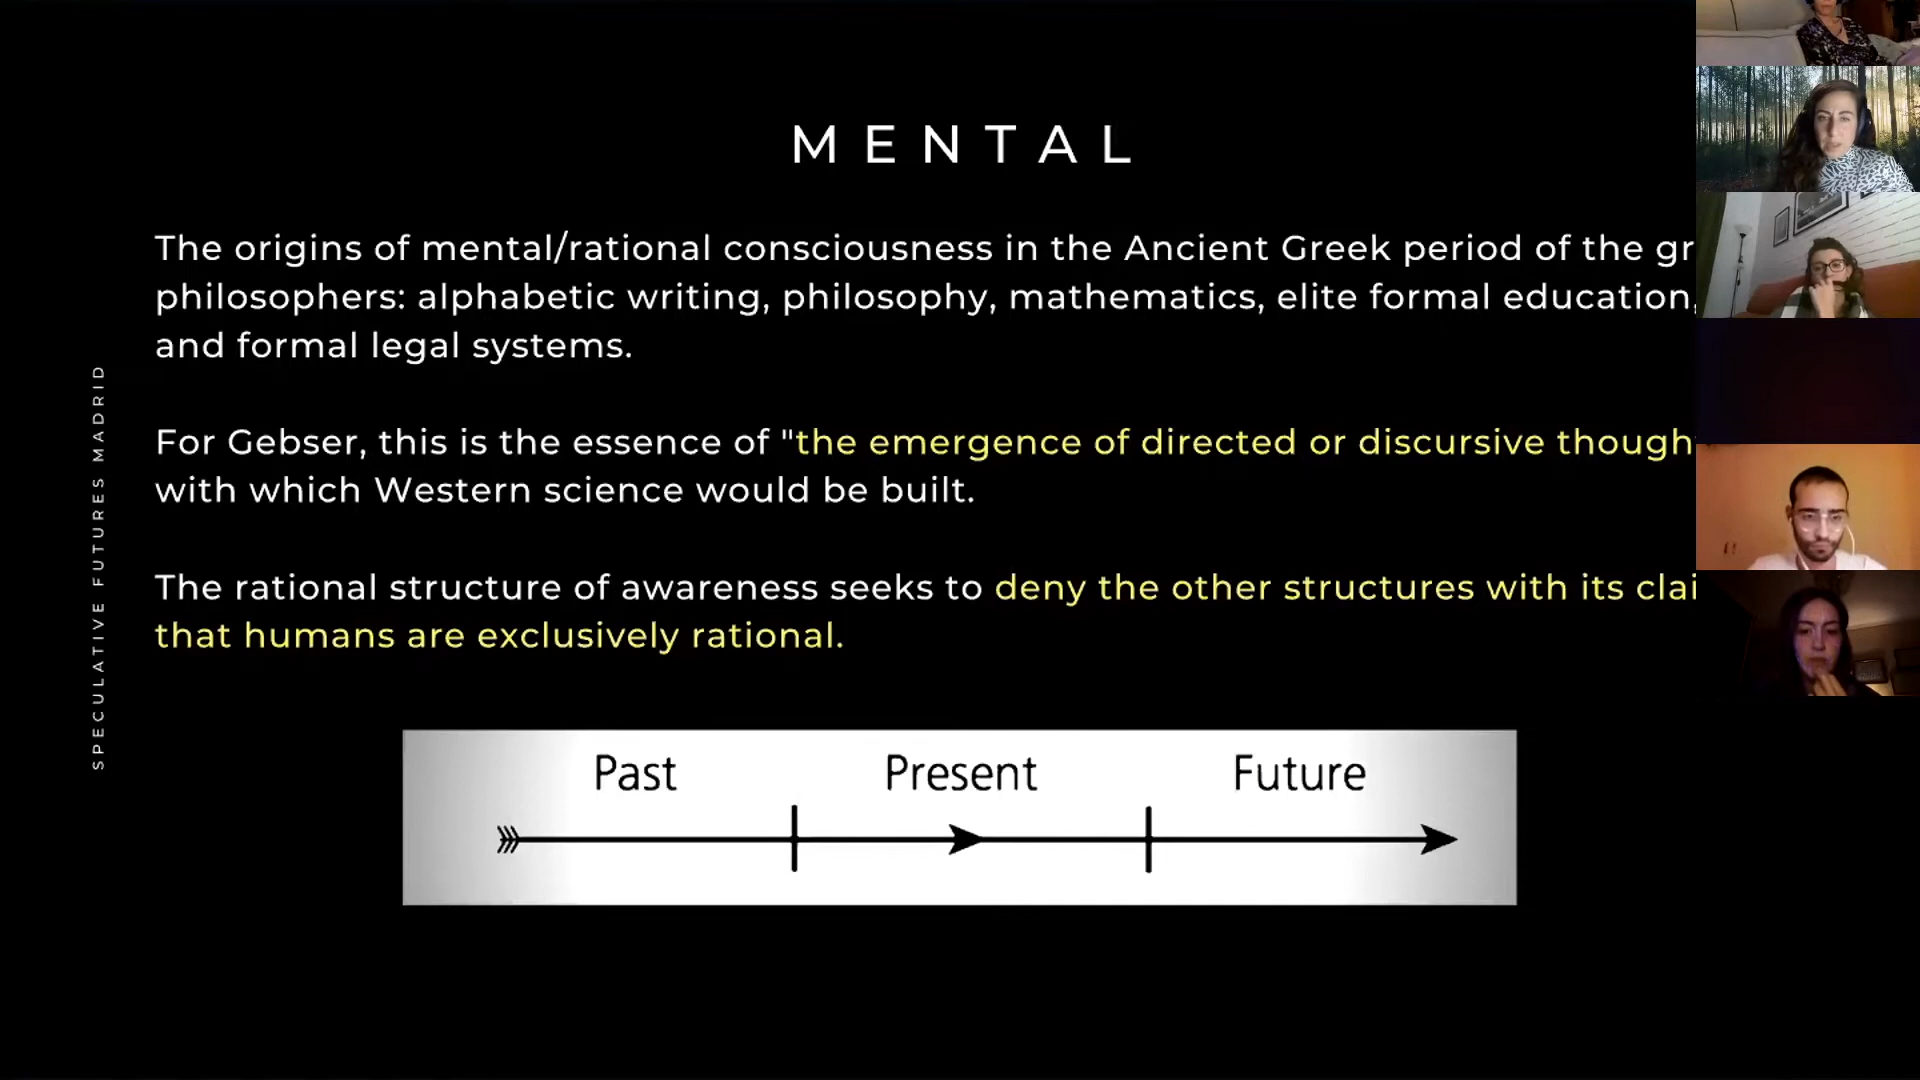 MENTAL
The origins of mental/rational consciousness in the Ancient Greek period of the
philosophers: alphabetic writing, philosophy, mathematics, elite formal education,
and formal legal systems.
For Gebser, this is the essence of "the emergence of directed or discursive
with which Western science would be built.
The rational structure of awareness seeks to deny the other structures with its
that humans are exclusively rational.
SPECULATIVE FUTURES MADRID
Past Present Future